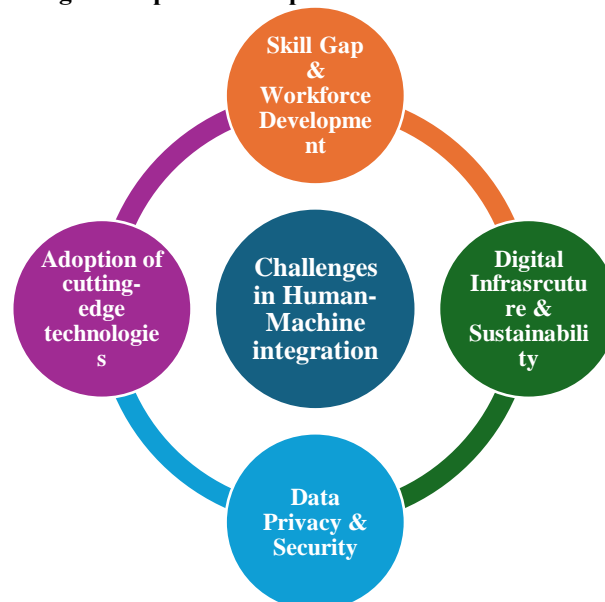 Skill Gap
&
Workforce
Developme
nt
Adoption of
cutting-
edge
technologie
s
Challenges
in Human-
Machine
integration
Digital
Infrasrcutu
re &
Sustainabili
ty
Data
Privacy &
Security